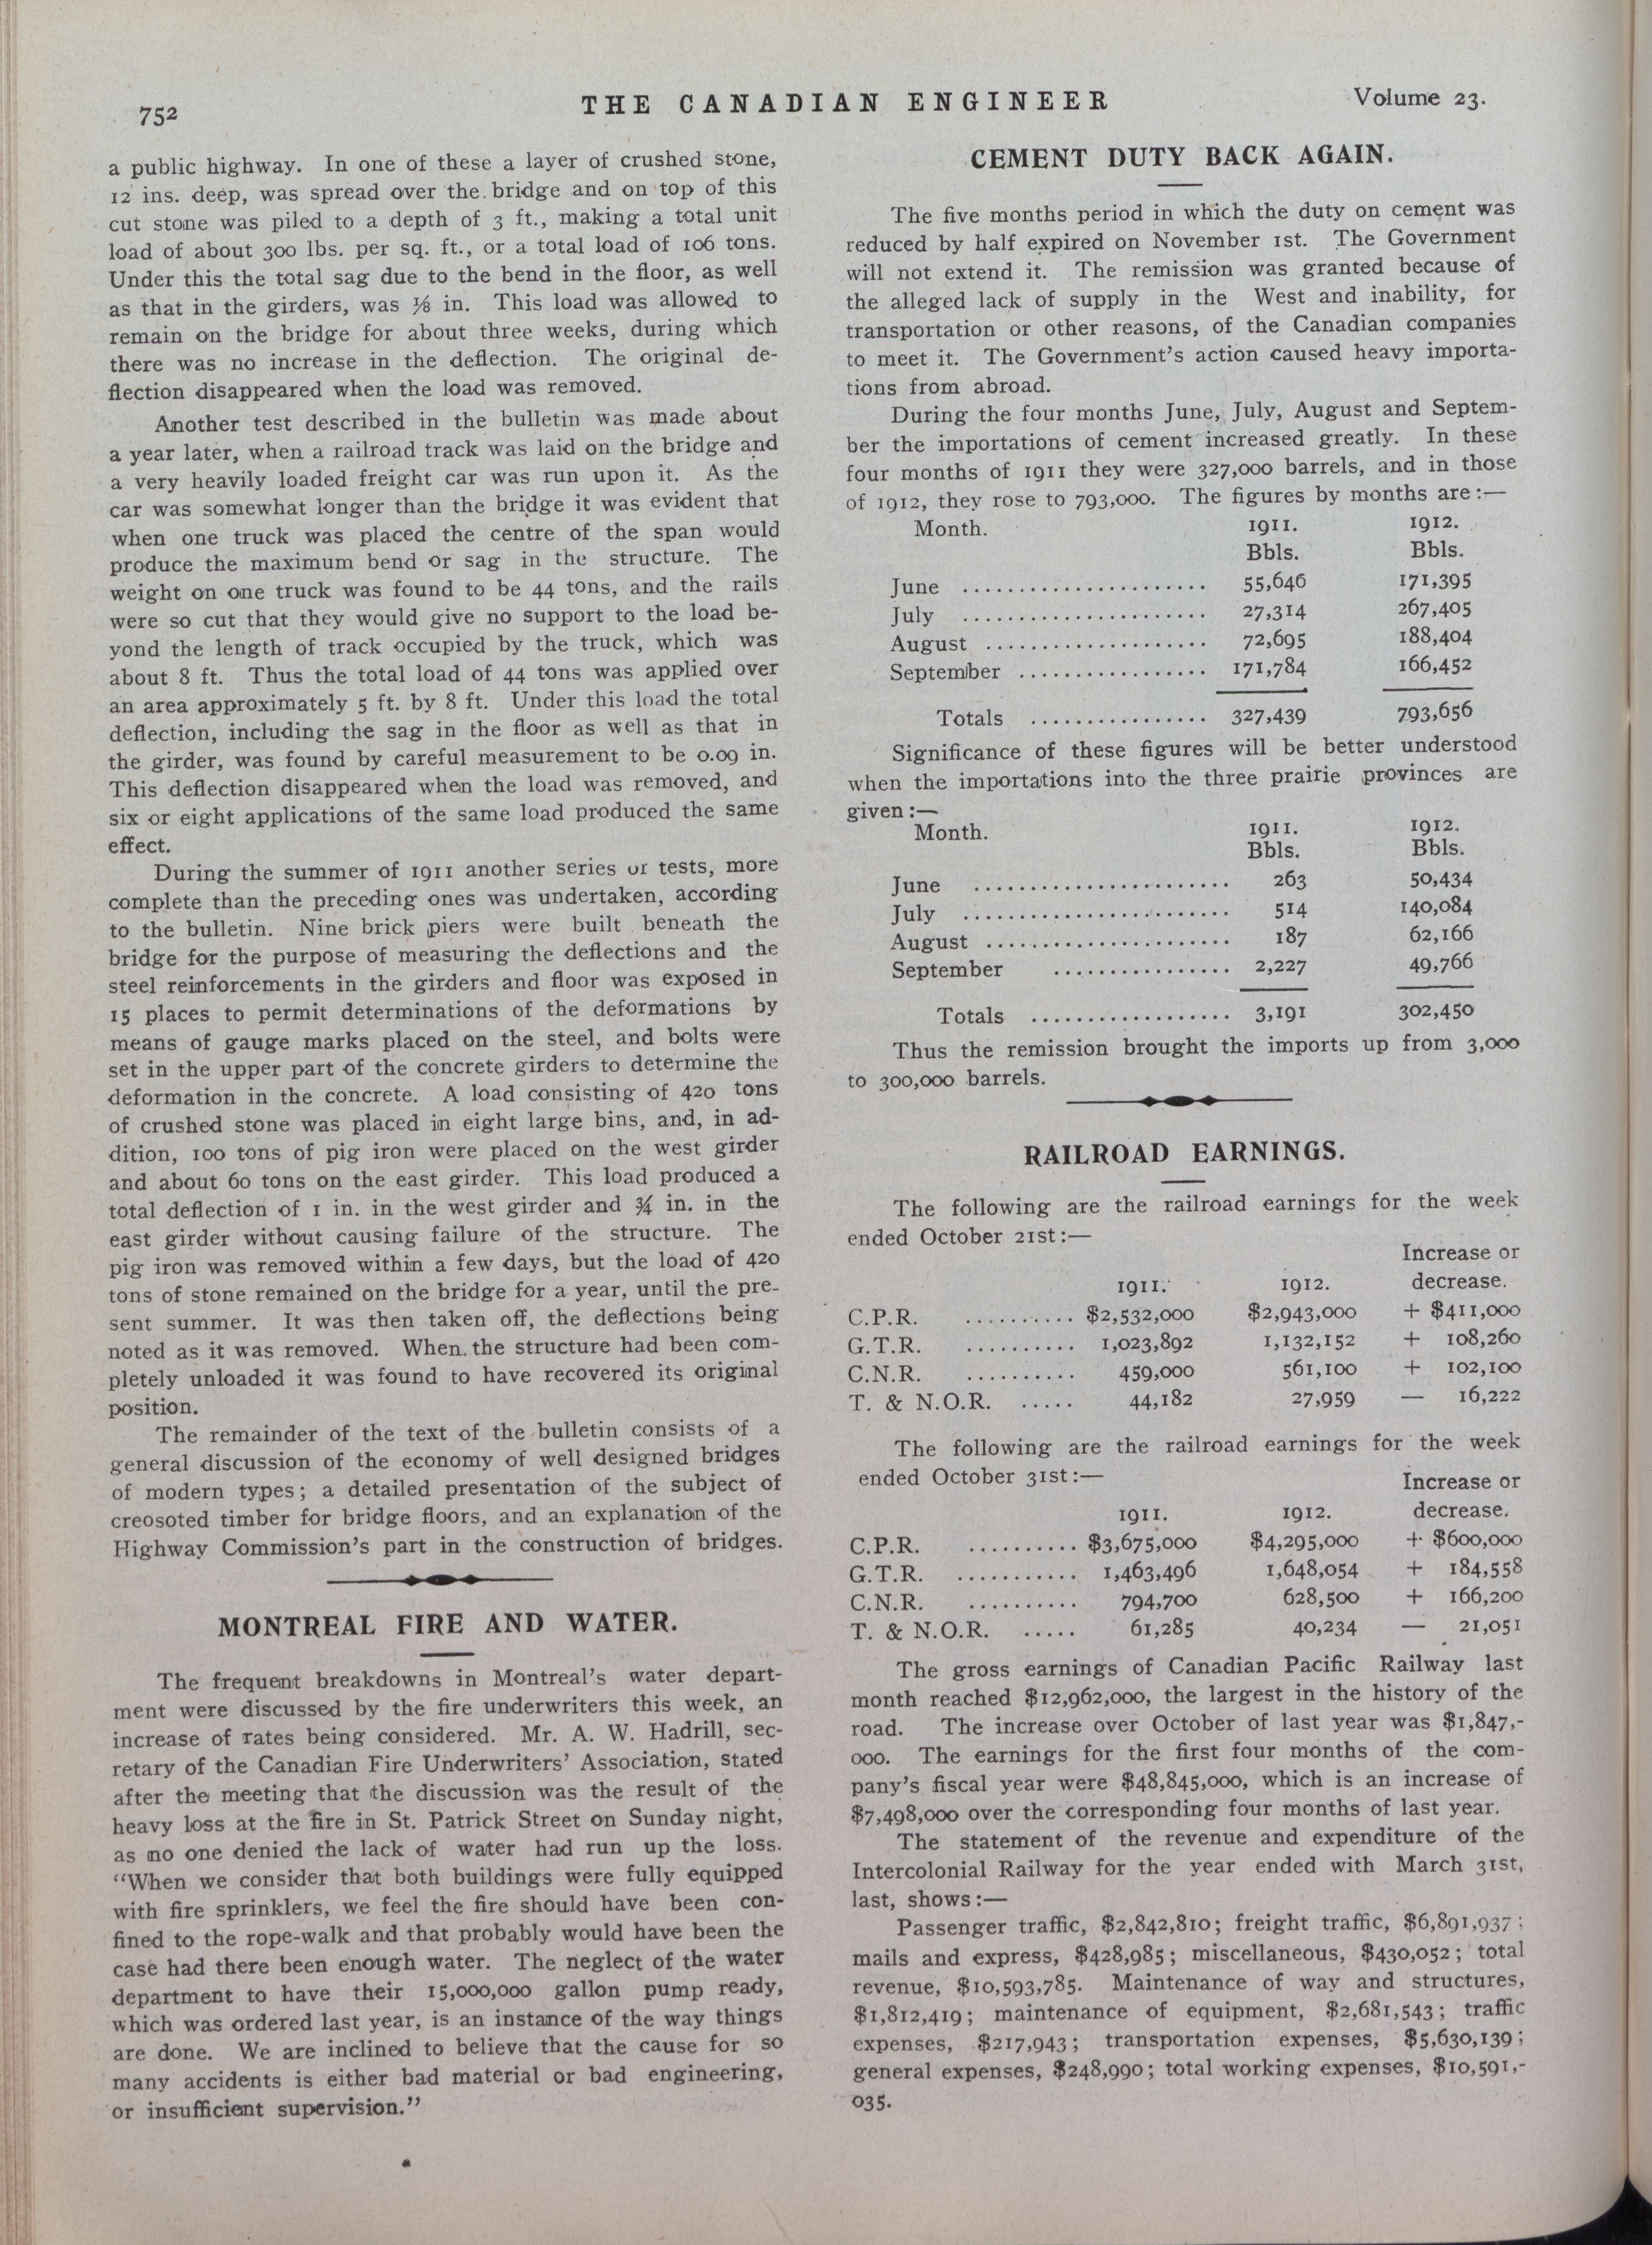 752
THE CANADIAN ENGINEER
Volume 23.
a public highway. In one of these a layer of crushed stone,
12 ins. deep, was spread over the bridge and on top of this
cut stone was piled to a depth of 3 ft., making a total unit
load of about 300 lbs. per sq. ft., or a total load of 106 tons.
Under this the total sag due to the bend in the floor, as well
as that in the girders, was ⅛ in. This load was allowed to
remain on the bridge for about three weeks, during which
there was no increase in the deflection. The original de-
flection disappeared when the load was removed.
Another test described in the bulletin was made about
a year later, when a railroad track was laid on the bridge and
a very heavily loaded freight car was run upon it. As the
car was somewhat longer than the bridge it was evident that
when one truck was placed the centre of the span would
produce the maximum bend or sag in the structure. The
weight on one truck was found to be 44 tons, and the rails
were so cut that they would give no support to the load be-
yond the length of track occupied by the truck, which was
about 8 ft. Thus the total load of 44 tons was applied over
an area approximately 5 ft. by 8 ft. Under this load the total
deflection, including the sag in the floor as well as that in
the girder, was found by careful measurement to be 0.09 in.
This deflection disappeared when the load was removed, and
six or eight applications of the same load produced the same
effect.
During the summer of 1911 another series or tests, more
complete than the preceding ones was undertaken, according
to the bulletin. Nine brick piers were built beneath the
bridge for the purpose of measuring the deflections and the
steel reinforcements in the girders and floor was exposed in
15 places to permit determinations of the deformations by
means of gauge marks placed on the steel, and bolts were
set in the upper part of the concrete girders to determine the
deformation in the concrete. A load consisting of 420 tons
of crushed stone was placed in eight large bins, and, in ad-
dition, 100 tons of pig iron were placed on the west girder
and about 60 tons on the east girder. This load produced a
total deflection of 1 in. in the west girder and ¾ in. in the
east girder without causing failure of the structure. The
pig iron was removed within a few days, but the load of 420
tons of stone remained on the bridge for a year, until the pre-
sent summer. It was then taken off, the deflections being
noted as it was removed. When the structure had been com-
pletely unloaded it was found to have recovered its original
position.
The remainder of the text of the bulletin consists of a
general discussion of the economy of well designed bridges
of modern types; a detailed presentation of the subject of
creosoted timber for bridge floors, and an explanation of the
Highway Commission's part in the construction of bridges.
MONTREAL FIRE AND WATER.
The frequent breakdowns in Montreal's water depart-
ment were discussed by the fire underwriters this week, an
increase of rates being considered. Mr. A. W. Hadrill, sec-
retary of the Canadian Fire Underwriters' Association, stated
after the meeting that the discussion was the result of the
heavy loss at the fire in St. Patrick Street on Sunday night,
as no one denied the lack of water had run up the loss.
"When we consider that both buildings were fully equipped
with fire sprinklers, we feel the fire should have been con-
fined to the rope-walk and that probably would have been the
case had there been enough water. The neglect of the water
department to have their 15,000,000 gallon pump ready,
which was ordered last year, is an instance of the way things
are done. We are inclined to believe that the cause for so
many accidents is either bad material or bad engineering,
or insufficient supervision."
CEMENT DUTY BACK AGAIN.
The five months period in which the duty on cement was
reduced by half expired on November 1st. The Government
will not extend it. The remission was granted because of
the alleged lack of supply in the West and inability, for
transportation or other reasons, of the Canadian companies
to meet it. The Government's action caused heavy importa-
tions from abroad.
During the four months June, July, August and Septem-
ber the importations of cement increased greatly. In these
four months of 1911 they were 327,000 barrels, and in those
of 1912, they rose to 793,000. The figures by months are:—
Month. 1911. 1912.
Bbls. Bbls.
June ...................... 55,646 171,395
July ...................... 27,314 267,405
August .................... 72,695 188,404
September ................. 171,784 166,452
Totals ................ 327,439 793,656
Significance of these figures will be better understood
when the importations into the three prairie provinces are
given:—
Month. 1911. 1912.
Bbls. Bbls.
June ....................... 263 50,434
July ........................ 514 140,084
August ...................... 187 62,166
September ................ 2,227 49,766
Totals .................. 3,191 302,450
Thus the remission brought the imports up from 3,000
to 300,000 barrels.
RAILROAD EARNINGS.
The following are the railroad earnings for the week
ended October 21st:—
Increase or
1911. 1912. decrease.
C.P.R. .......... $2,532,000 $2,943,000 + $411,000
G.T.R. .......... 1,023,892 1,132,152 + 108,260
C.N.R. .......... 459,000 561,100 + 102,100
T. & N.O.R. ..... 44,182 27,959 — 16,222
The following are the railroad earnings for the week
ended October 31st:—
Increase or
1911. 1912. decrease.
C.P.R. .......... $3,675,000 $4,295,000 + $600,000
G.T.R. ........... 1,463,496 1,648,054 + 184,558
C.N.R. .......... 794,700 628,500 + 166,200
T. & N.O.R. ..... 61,285 40,234 — 21,051
The gross earnings of Canadian Pacific Railway last
month reached $12,962,000, the largest in the history of the
road. The increase over October of last year was $1,847,-
000. The earnings for the first four months of the com-
pany's fiscal year were $48,845,000, which is an increase of
$7,498,000 over the corresponding four months of last year.
The statement of the revenue and expenditure of the
Intercolonial Railway for the year ended with March 31st,
last, shows:—
Passenger traffic, $2,842,810; freight traffic, $6,891,937;
mails and express, $428,985; miscellaneous, $430,052; total
revenue, $10,593,785. Maintenance of way and structures,
$1,812,419; maintenance of equipment, $2,681,543; traffic
expenses, $217,943; transportation expenses, $5,630,139;
general expenses, $248,990; total working expenses, $10,591,-
035.